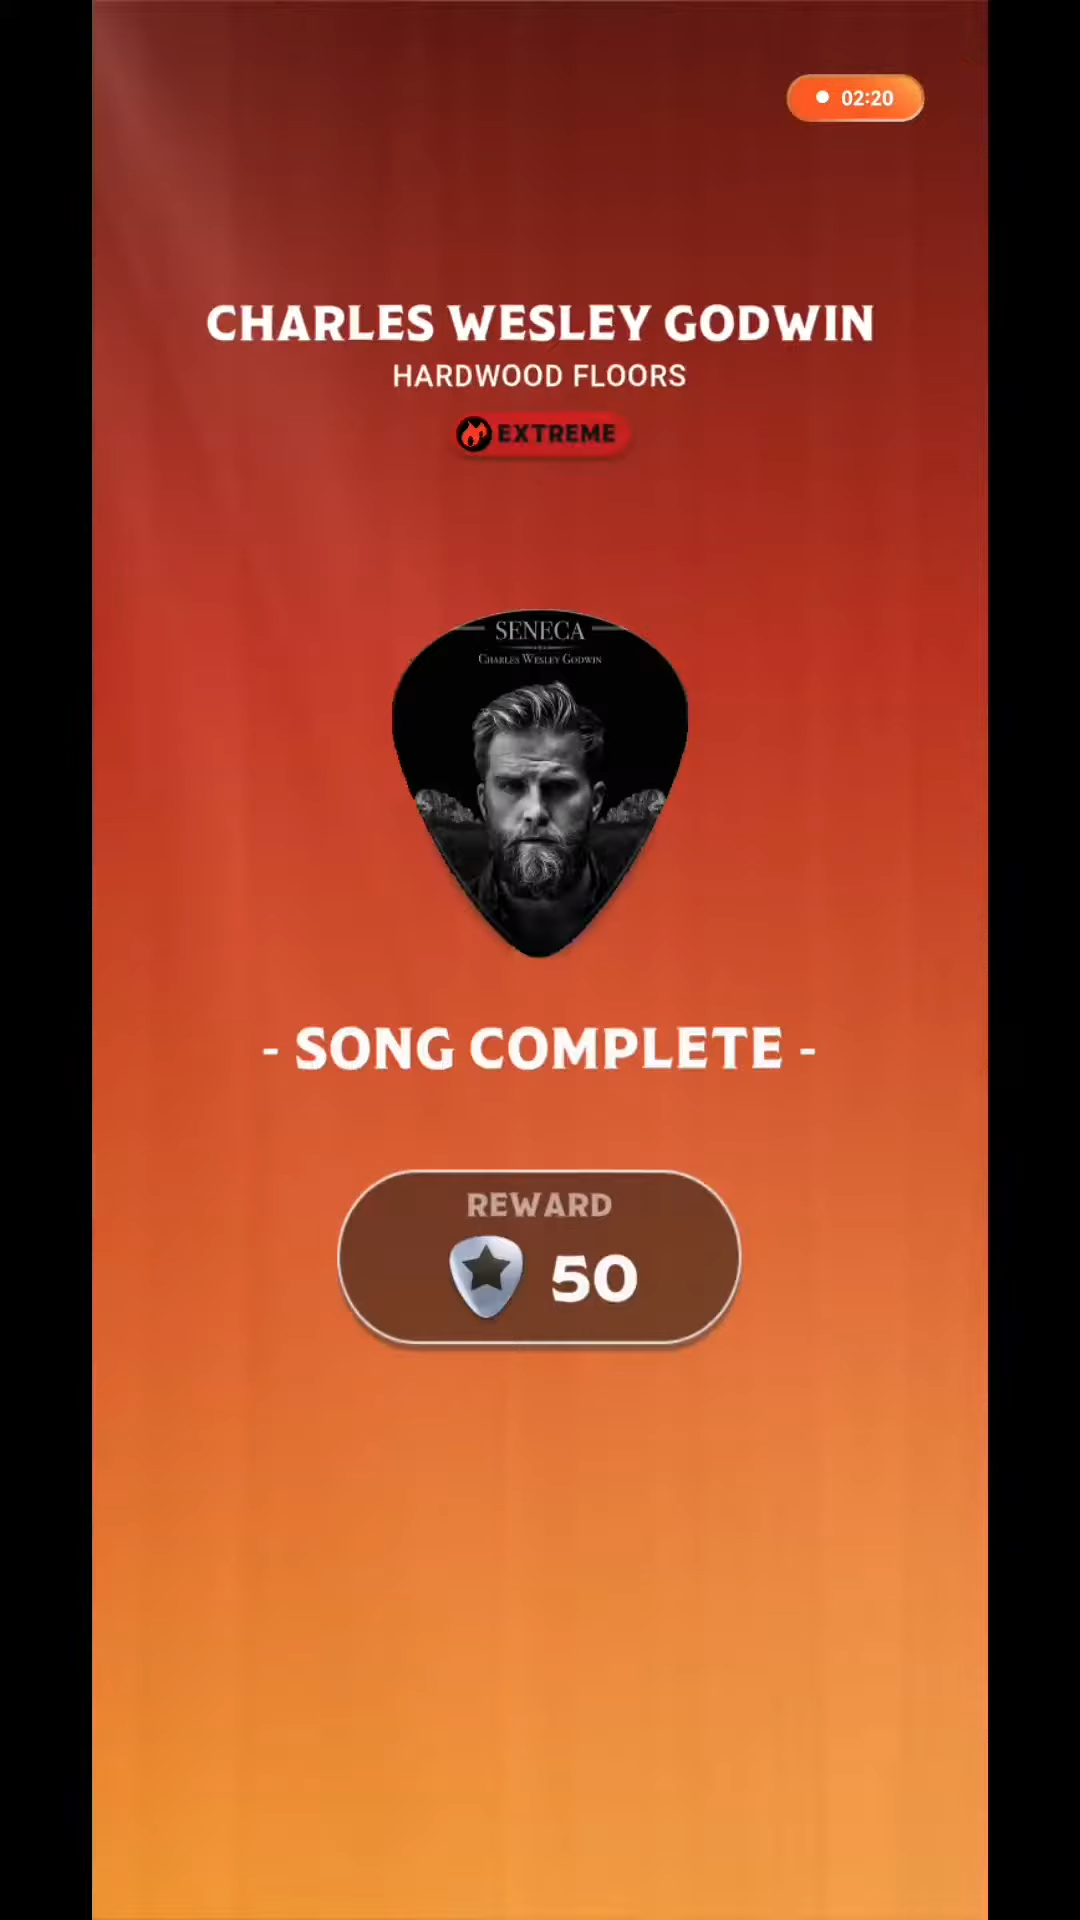 02:20
CHARLES WESLEY GODWIN
HARDWOOD FLOORS
EXTREME
SENECA
CHARLES WESLEY GODWIN
- SONG COMPLETE -
REWARD
50